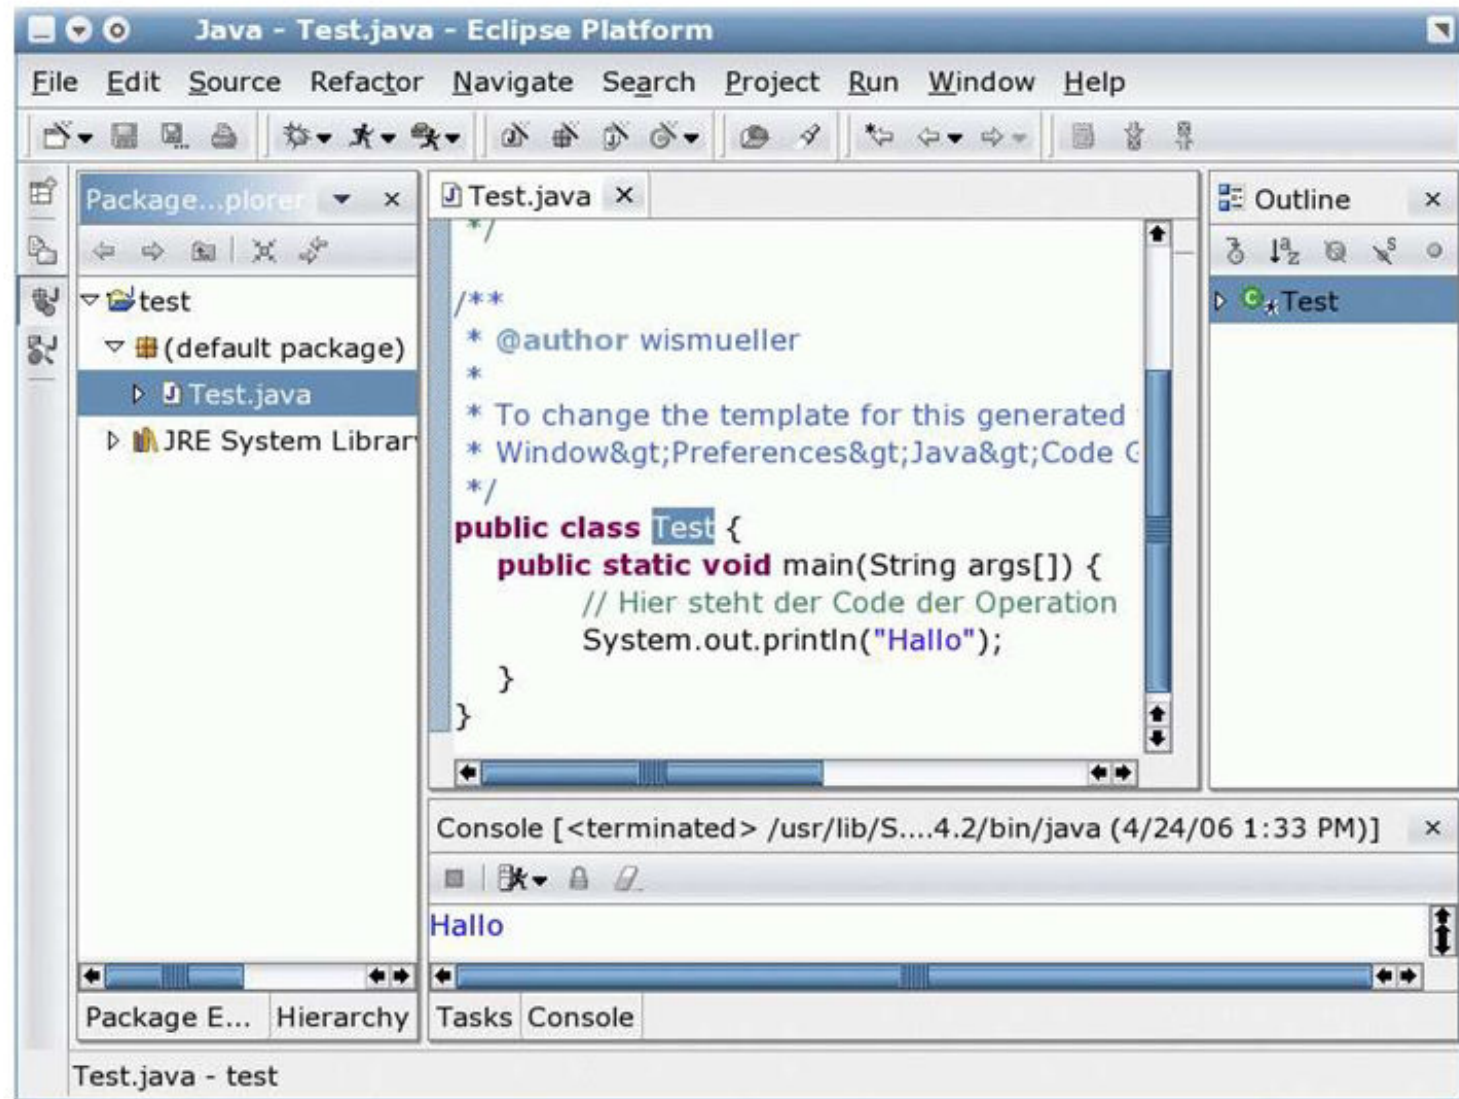 Java - Test.java - Eclipse Platform
File Edit Source Refactor Navigate Search Project Run Window Help
Package...plorer
Test.java
Outline
test
(default package)
Test.java
JRE System Librar
*/
/**
* @author wismueller
*
* To change the template for this generated
* Window&gt;Preferences&gt;Java&gt;Code G
*/
public class Test {
public static void main(String args[]) {
// Hier steht der Code der Operation
System.out.println("Hallo");
}
}
Test
Console [<terminated> /usr/lib/S....4.2/bin/java (4/24/06 1:33 PM)]
Hallo
Package E... Hierarchy
Tasks Console
Test.java - test